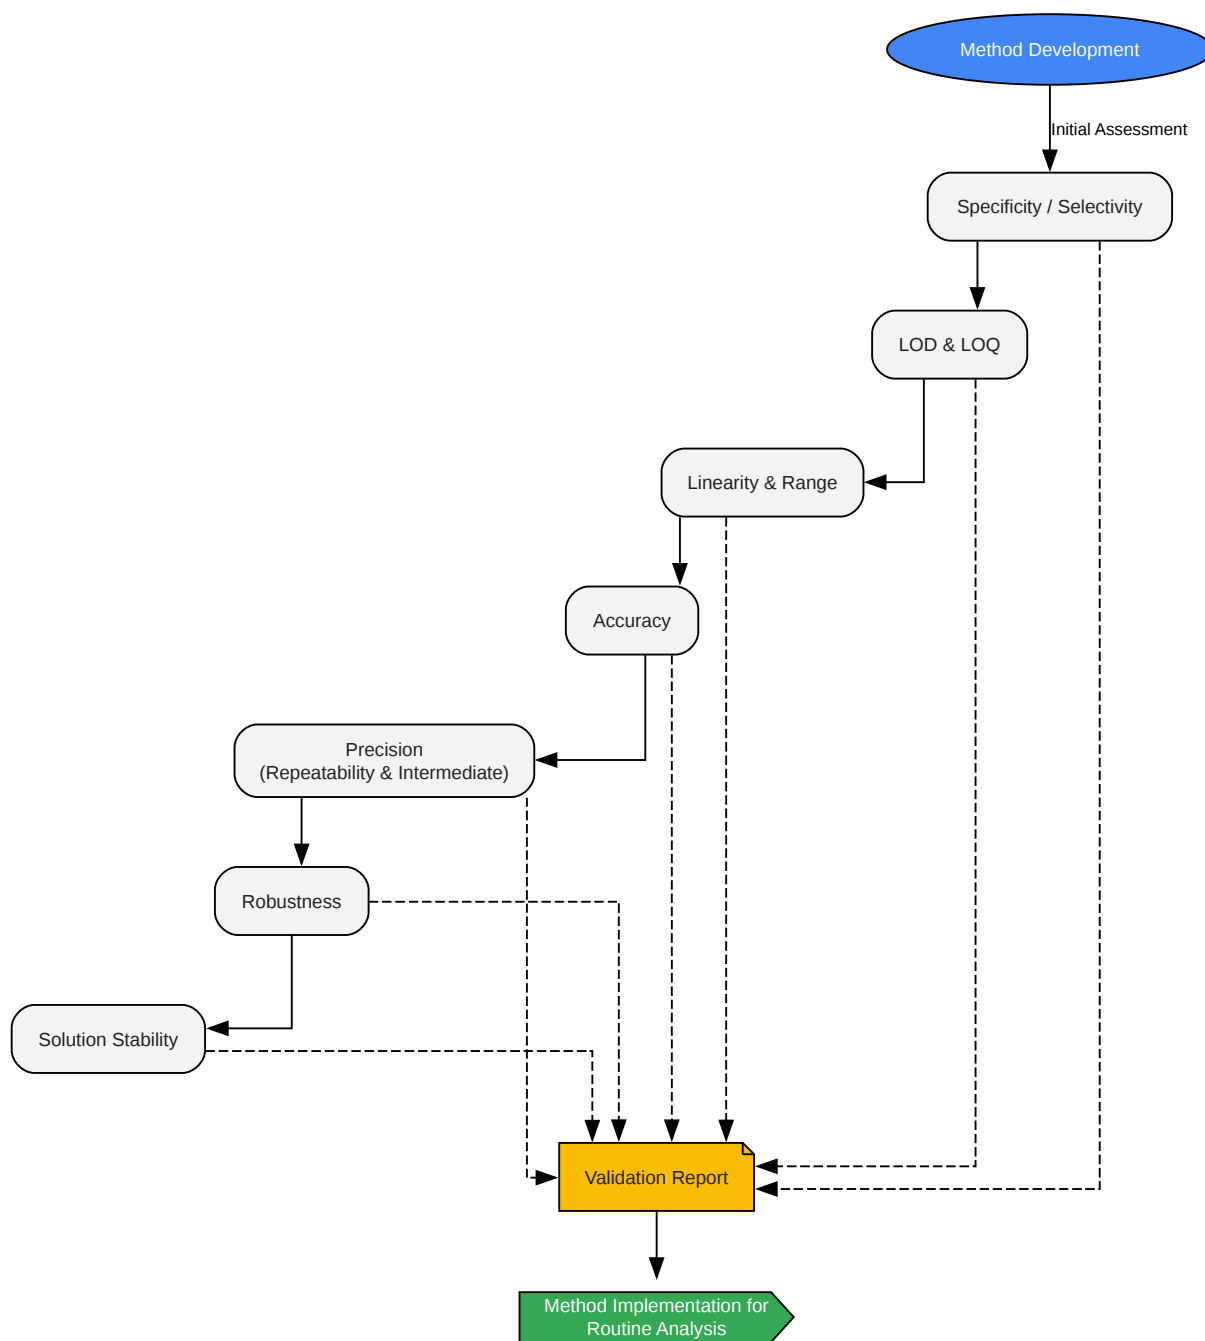 Method Development
Initial Assessment
Specificity / Selectivity
LOD & LOQ
Linearity & Range
Accuracy
Precision
(Repeatability & Intermediate)
Robustness
Solution Stability
Validation Report
Method Implementation for
Routine Analysis